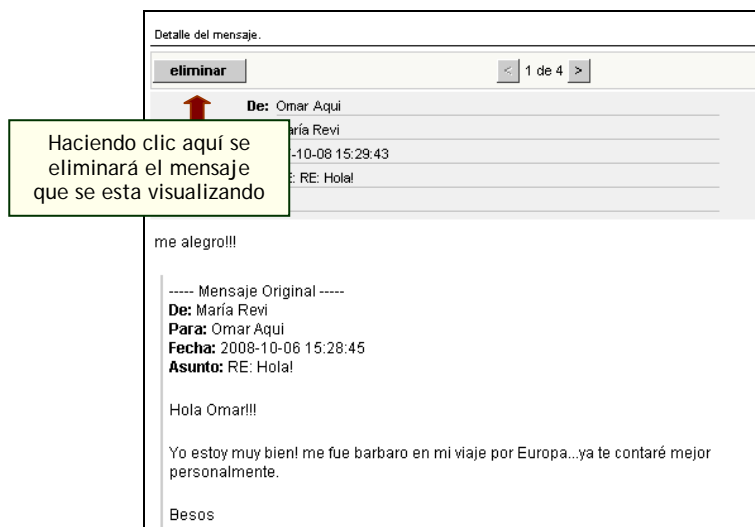 Detalle del mensaje.
eliminar
< 1 de 4 >
De: Omar Aqui
Haciendo clic aquí se
eliminará el mensaje
que se esta visualizando
aría Revi
-10-08 15:29:43
: RE: Hola!
me alegro!!!
----- Mensaje Original -----
De: María Revi
Para: Omar Aqui
Fecha: 2008-10-06 15:28:45
Asunto: RE: Hola!
Hola Omar!!!
Yo estoy muy bien! me fue barbaro en mi viaje por Europa...ya te contaré mejor
personalmente.
Besos